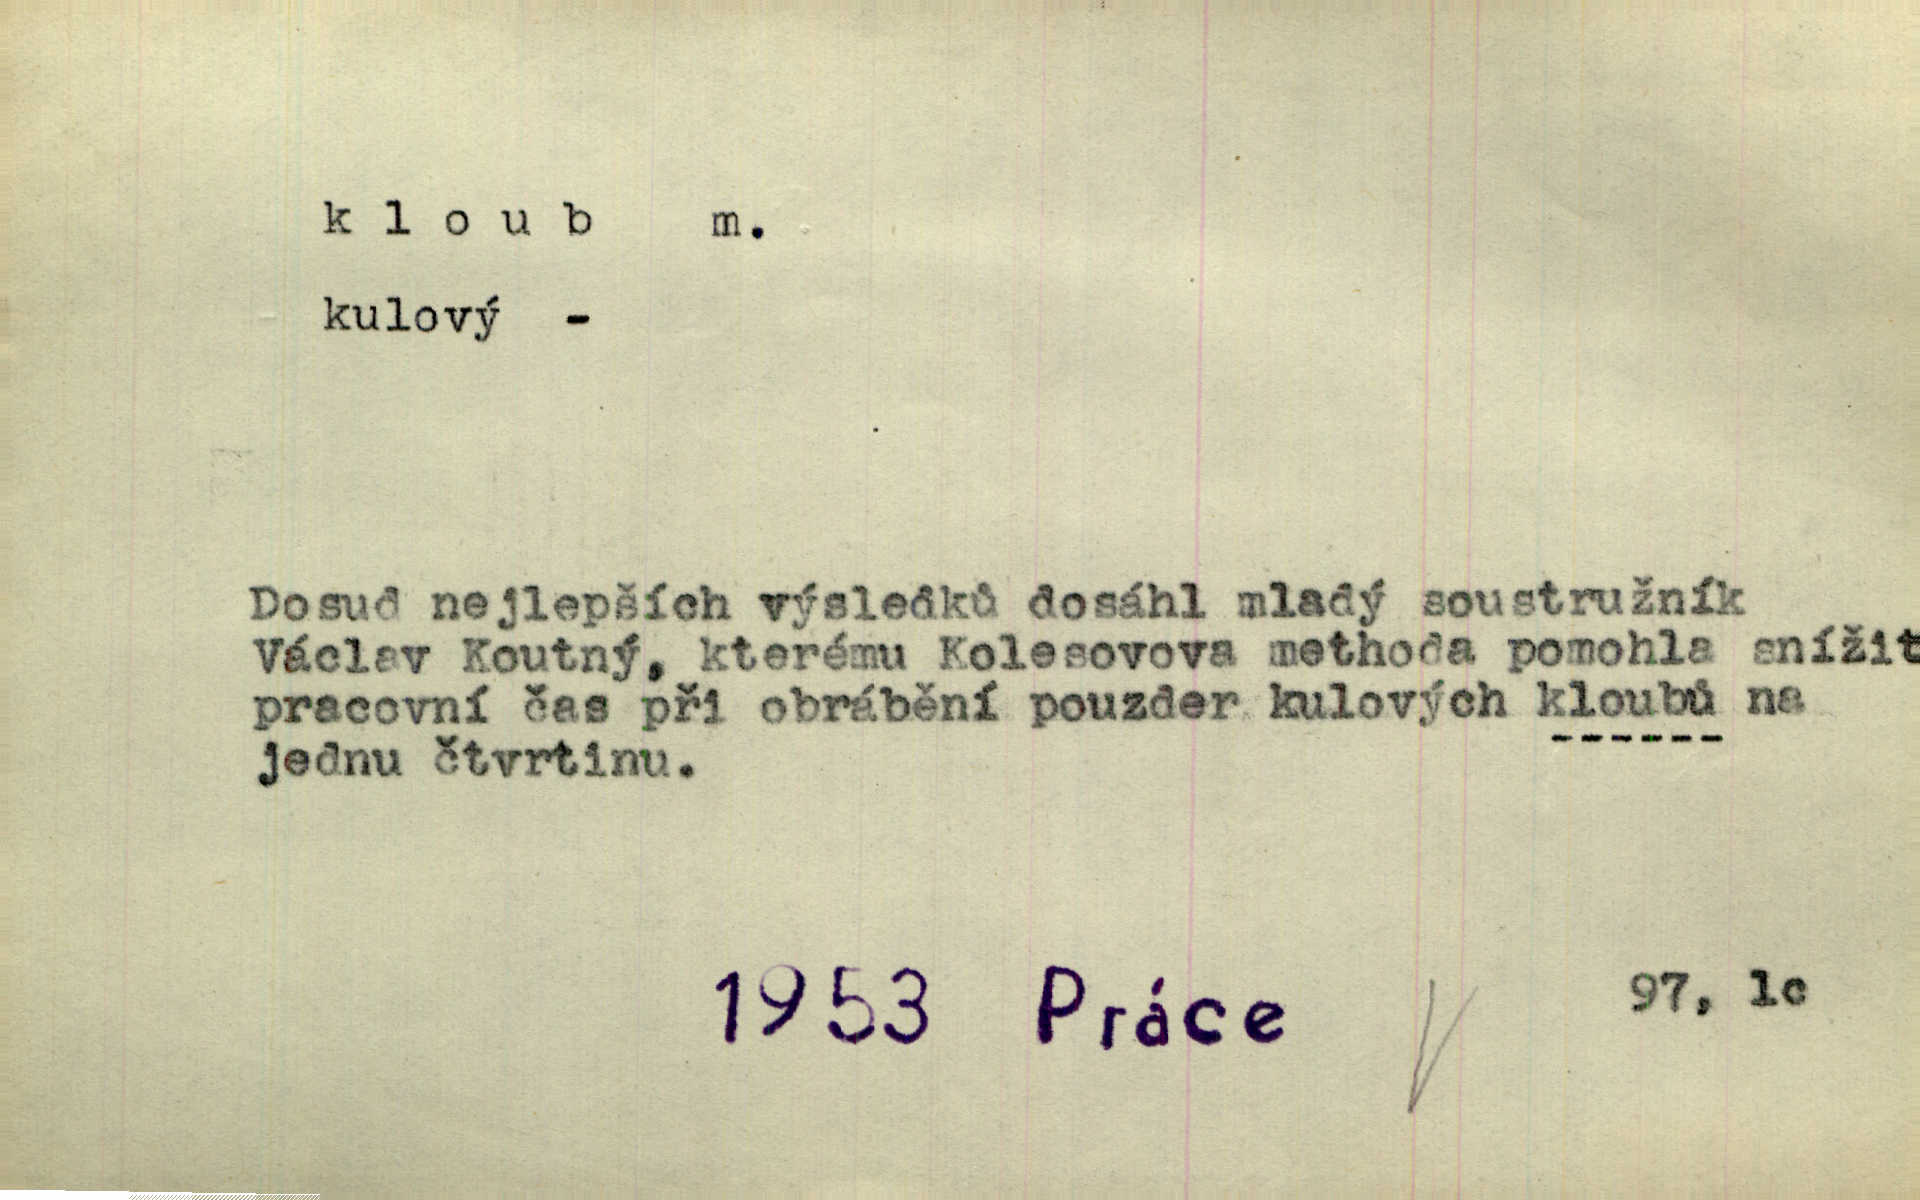 k l o u b m.
kulový -
Dosud nejlepších výsledků dosáhl mladý soustružník
Václav Koutný, kterému Kolesovova methoda pomohla snížit
pracovní čas při obrábění pouzder kulových kloubů na
jednu čtvrtinu.
1953 Práce 97, 1c